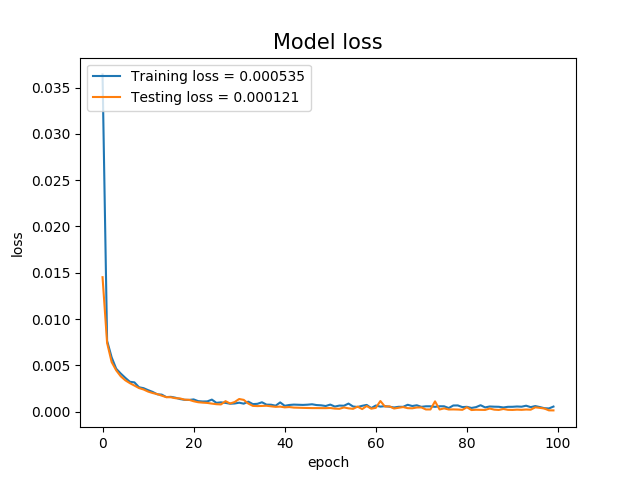 Model loss
Training loss = 0.000535
Testing loss = 0.000121
0.035
0.030
0.025
0.020
0.015
0.010
0.005
0.000
loss
0 20 40 60 80 100
epoch